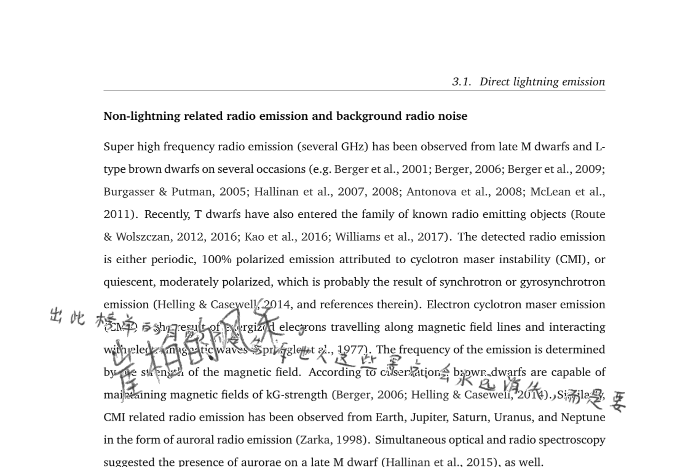 3.1. Direct lightning emission
Non-lightning related radio emission and background radio noise
Super high frequency radio emission (several GHz) has been observed from late M dwarfs and L-
type brown dwarfs on several occasions (e.g. Berger et al., 2001; Berger, 2006; Berger et al., 2009;
Burgasser & Putman, 2005; Hallinan et al., 2007, 2008; Antonova et al., 2008; McLean et al.,
2011). Recently, T dwarfs have also entered the family of known radio emitting objects (Route
& Wolszczan, 2012, 2016; Kao et al., 2016; Williams et al., 2017). The detected radio emission
is either periodic, 100% polarized emission attributed to cyclotron maser instability (CMI), or
quiescent, moderately polarized, which is probably the result of synchrotron or gyrosynchrotron
emission (Helling & Casewell, 2014, and references therein). Electron cyclotron maser emission
出此榜单
(CMI) is the result of energized electrons travelling along magnetic field lines and interacting
的风采
with electromagnetic waves (Sprangle et al., 1977). The frequency of the emission is determined
by the strength of the magnetic field. According to observations brown dwarfs are capable of
这些 会永远消失,而是要
maintaining magnetic fields of kG-strength (Berger, 2006; Helling & Casewell, 2014). Similarly,
CMI related radio emission has been observed from Earth, Jupiter, Saturn, Uranus, and Neptune
in the form of auroral radio emission (Zarka, 1998). Simultaneous optical and radio spectroscopy
suggested the presence of aurorae on a late M dwarf (Hallinan et al., 2015), as well.